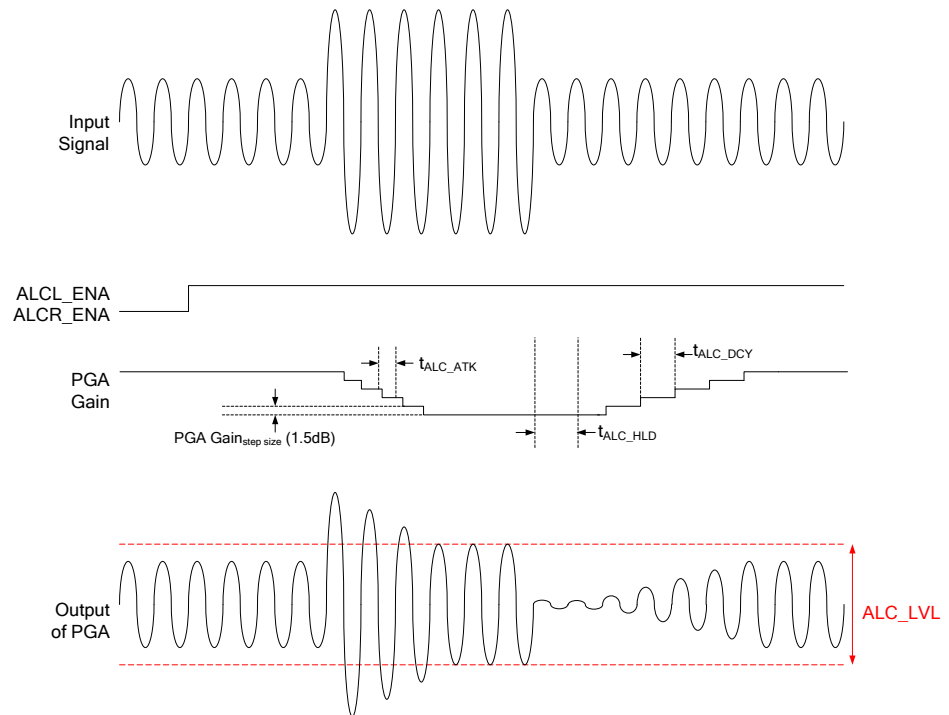 Input
Signal
ALCL_ENA
ALCR_ENA
PGA
Gain
tALC_ATK
tALC_DCY
PGA Gainstep size (1.5dB)
tALC_HLD
Output
of PGA
ALC_LVL